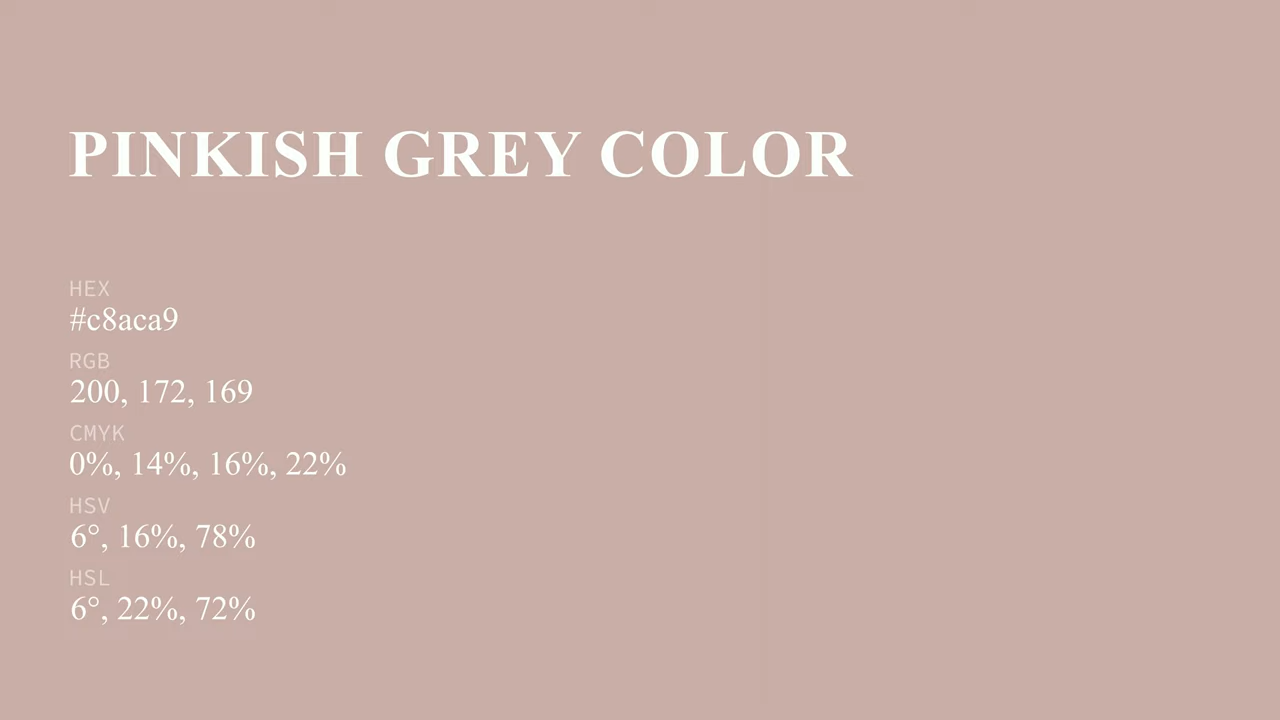 PINKISH GREY COLOR
HEX
#c8aca9
RGB
200, 172, 169
CMYK
0%, 14%, 16%, 22%
HSV
6°, 16%, 78%
HSL
6°, 22%, 72%